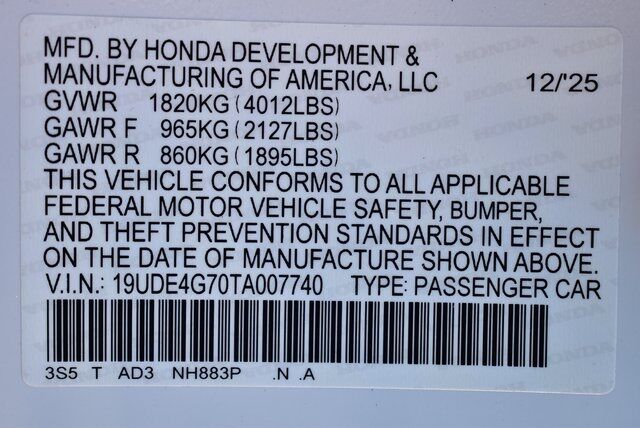 MFD. BY HONDA DEVELOPMENT &
MANUFACTURING OF AMERICA, LLC 12/'25
GVWR 1820KG (4012LBS)
GAWR F 965KG (2127LBS)
GAWR R 860KG (1895LBS)
THIS VEHICLE CONFORMS TO ALL APPLICABLE
FEDERAL MOTOR VEHICLE SAFETY, BUMPER,
AND THEFT PREVENTION STANDARDS IN EFFECT
ON THE DATE OF MANUFACTURE SHOWN ABOVE.
V.I.N.: 19UDE4G70TA007740 TYPE: PASSENGER CAR
3S5 T AD3 NH883P .N .A